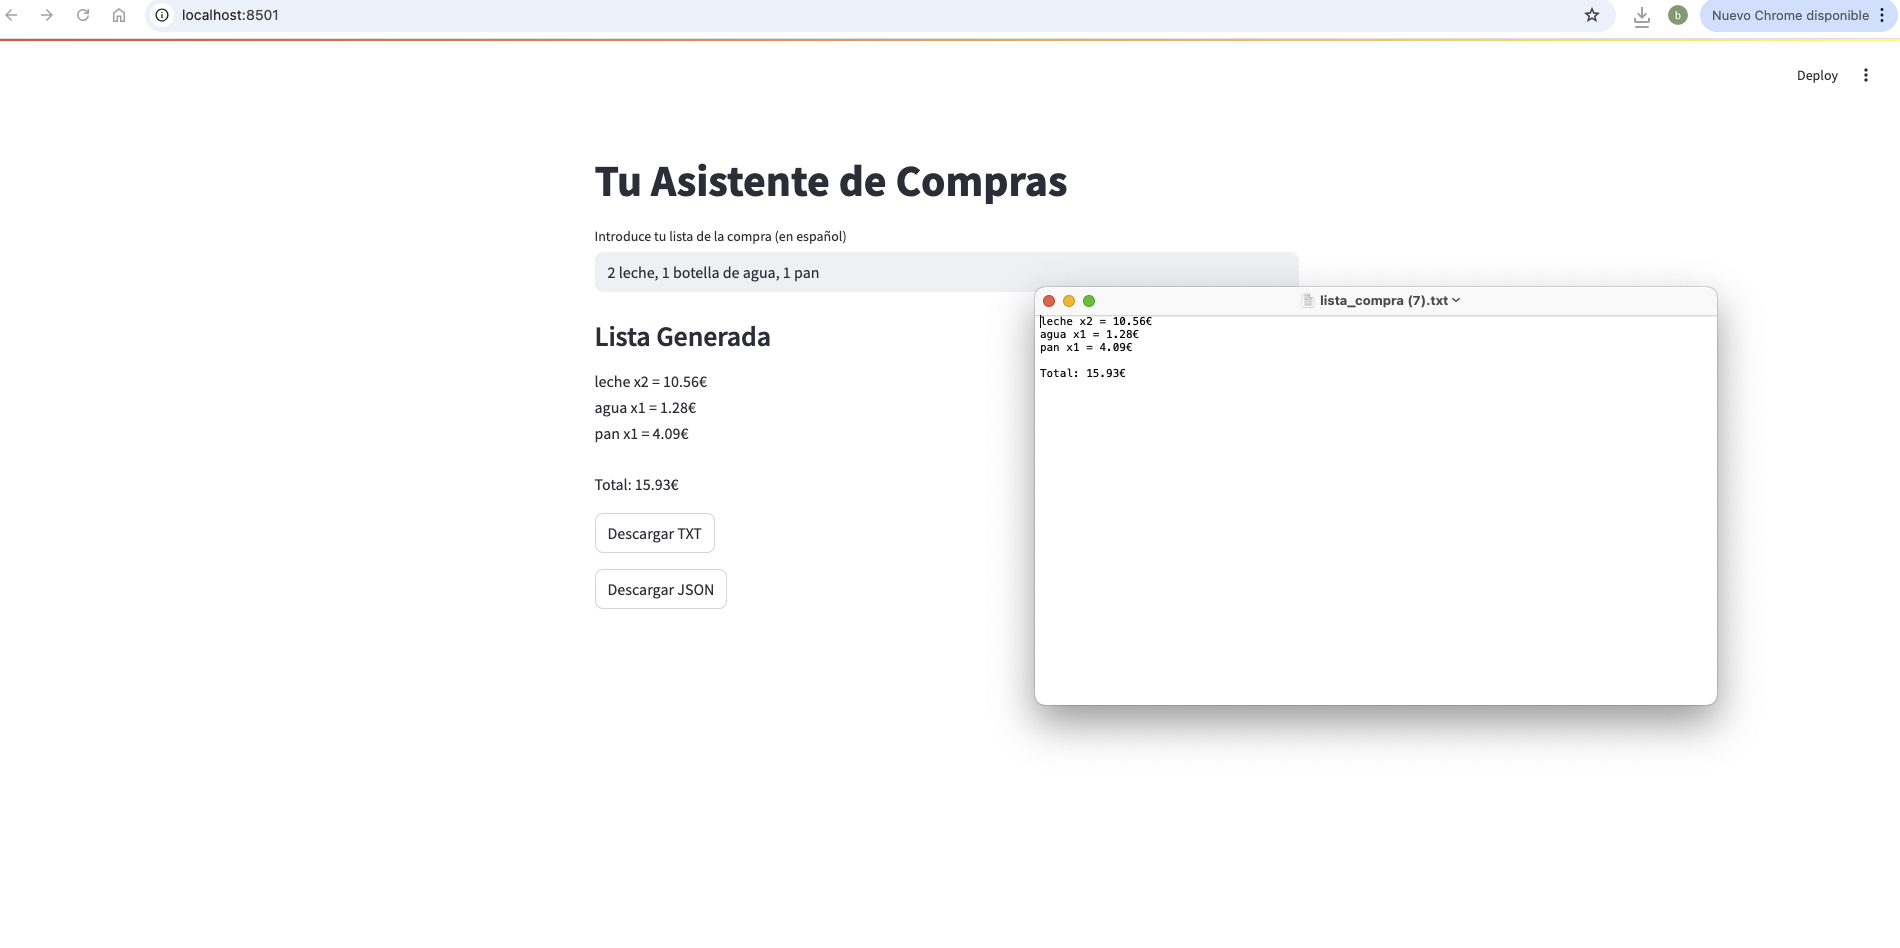 localhost:8501
b
Nuevo Chrome disponible
Deploy
Tu Asistente de Compras
Introduce tu lista de la compra (en español)
2 leche, 1 botella de agua, 1 pan
Lista Generada
leche x2 = 10.56€
agua x1 = 1.28€
pan x1 = 4.09€
Total: 15.93€
Descargar TXT
Descargar JSON
lista_compra (7).txt
leche x2 = 10.56€
agua x1 = 1.28€
pan x1 = 4.09€
Total: 15.93€